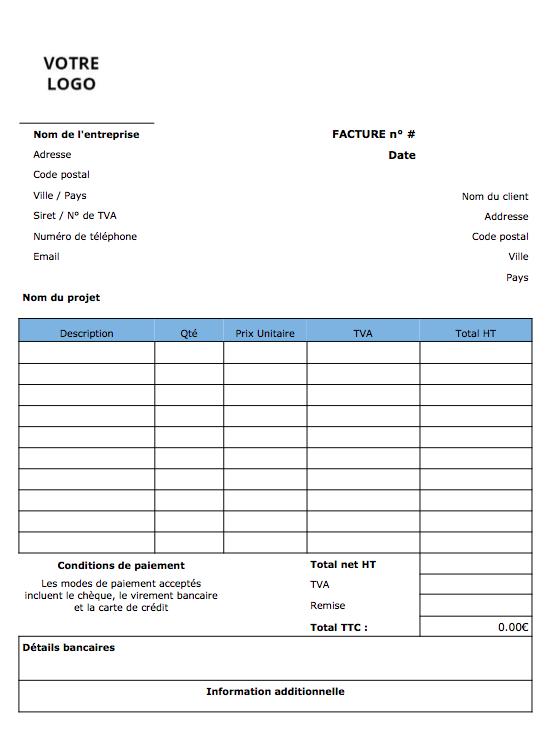 VOTRE
LOGO
Nom de l'entreprise
FACTURE n° #
Adresse
Date
Code postal
Ville / Pays
Nom du client
Siret / N° de TVA
Addresse
Numéro de téléphone
Code postal
Email
Ville
Pays
Nom du projet
Description Qté Prix Unitaire TVA Total HT
Conditions de paiement
Total net HT
Les modes de paiement acceptés
incluent le chèque, le virement bancaire
et la carte de crédit
TVA
Remise
Total TTC : 0.00€
Détails bancaires
Information additionnelle